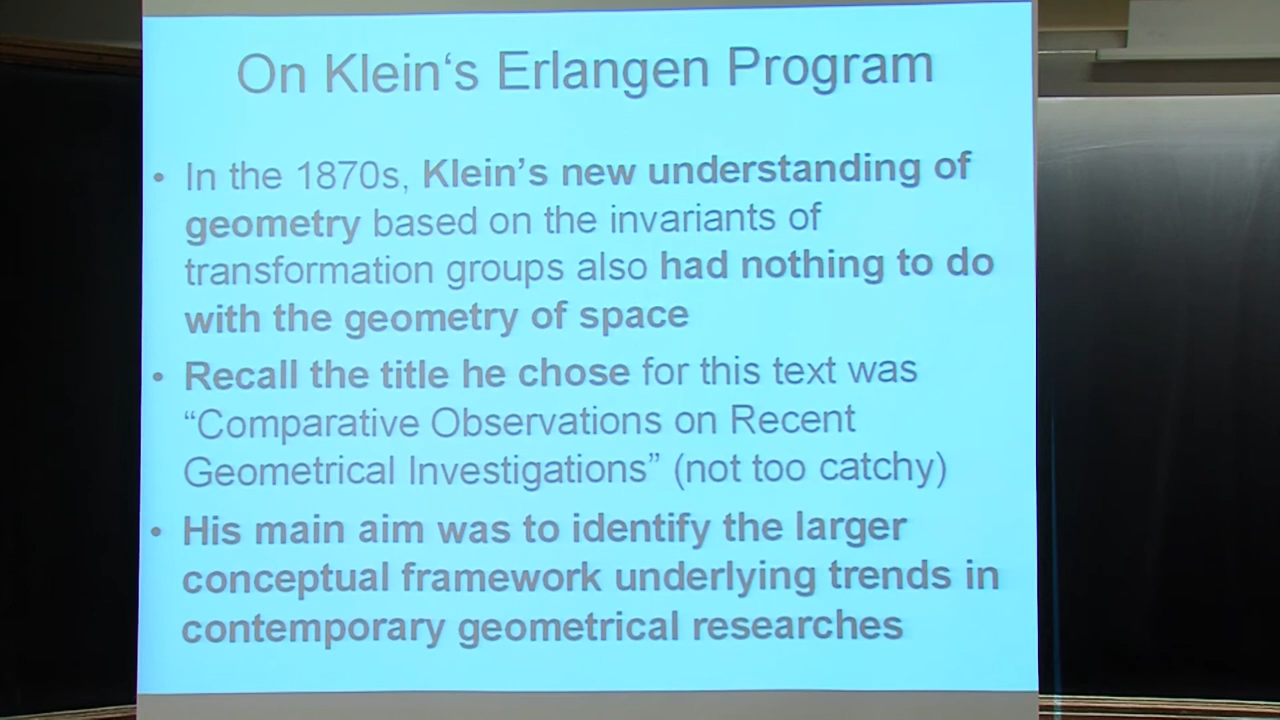 On Klein‘s Erlangen Program
• In the 1870s, Klein’s new understanding of
geometry based on the invariants of
transformation groups also had nothing to do
with the geometry of space
• Recall the title he chose for this text was
“Comparative Observations on Recent
Geometrical Investigations” (not too catchy)
• His main aim was to identify the larger
conceptual framework underlying trends in
contemporary geometrical researches